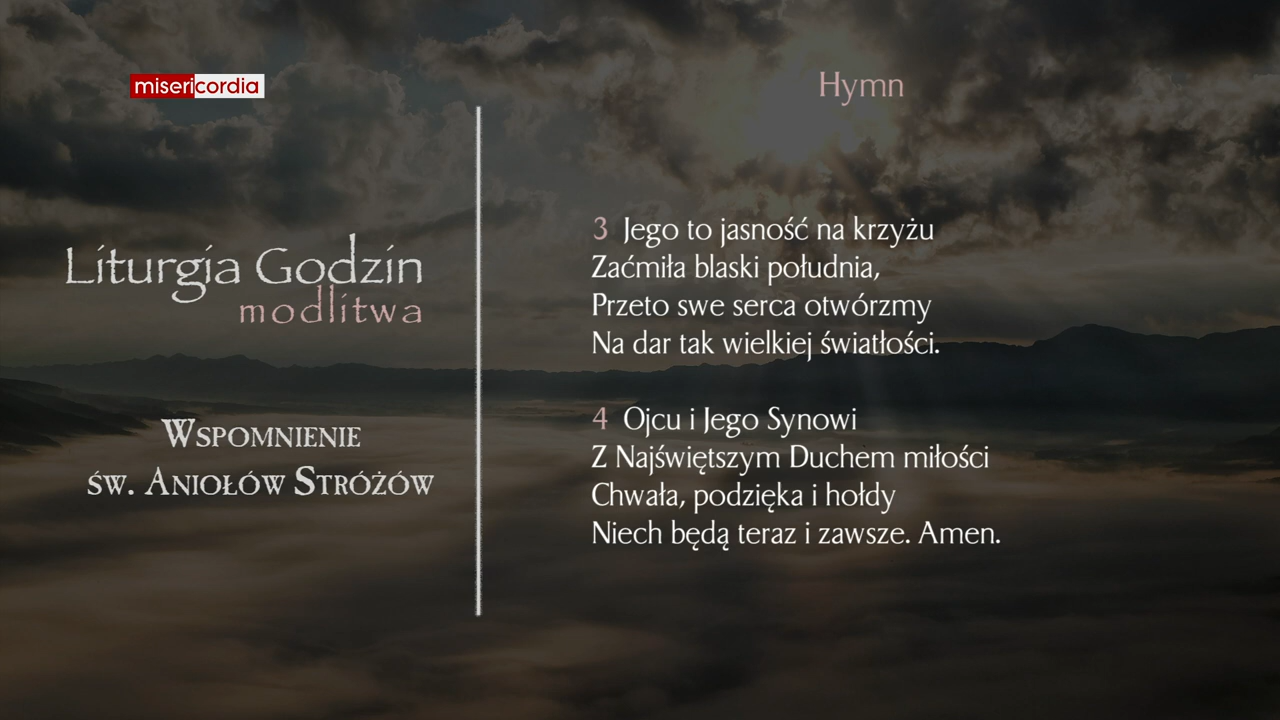 misericordia
Liturgia Godzin
modlitwa
Wspomnienie
św. Aniołów Stróżów
Hymn
3 Jego to jasność na krzyżu
Zaćmiła blaski południa,
Przeto swe serca otwórzmy
Na dar tak wielkiej światłości.
4 Ojcu i Jego Synowi
Z Najświętszym Duchem miłości
Chwała, podzięka i hołdy
Niech będą teraz i zawsze. Amen.